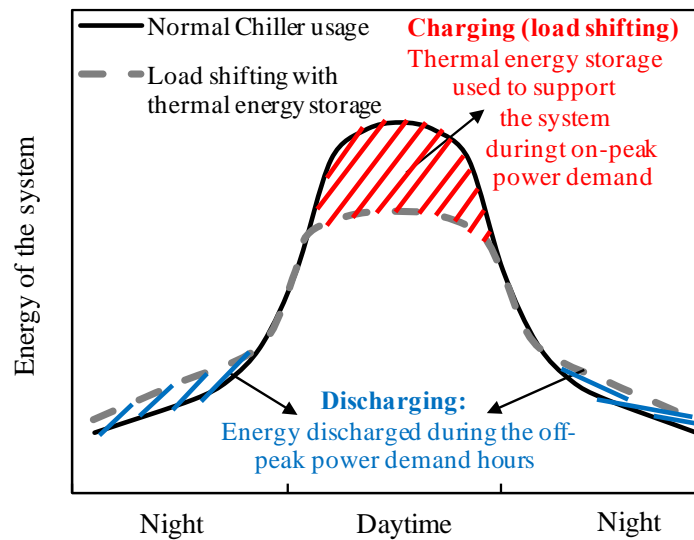 Normal Chiller usage
Load shifting with
thermal energy storage
Charging (load shifting)
Thermal energy storage
used to support
the system
duringt on-peak
power demand
Energy of the system
Discharging:
Energy discharged during the off-
peak power demand hours
Night
Daytime
Night